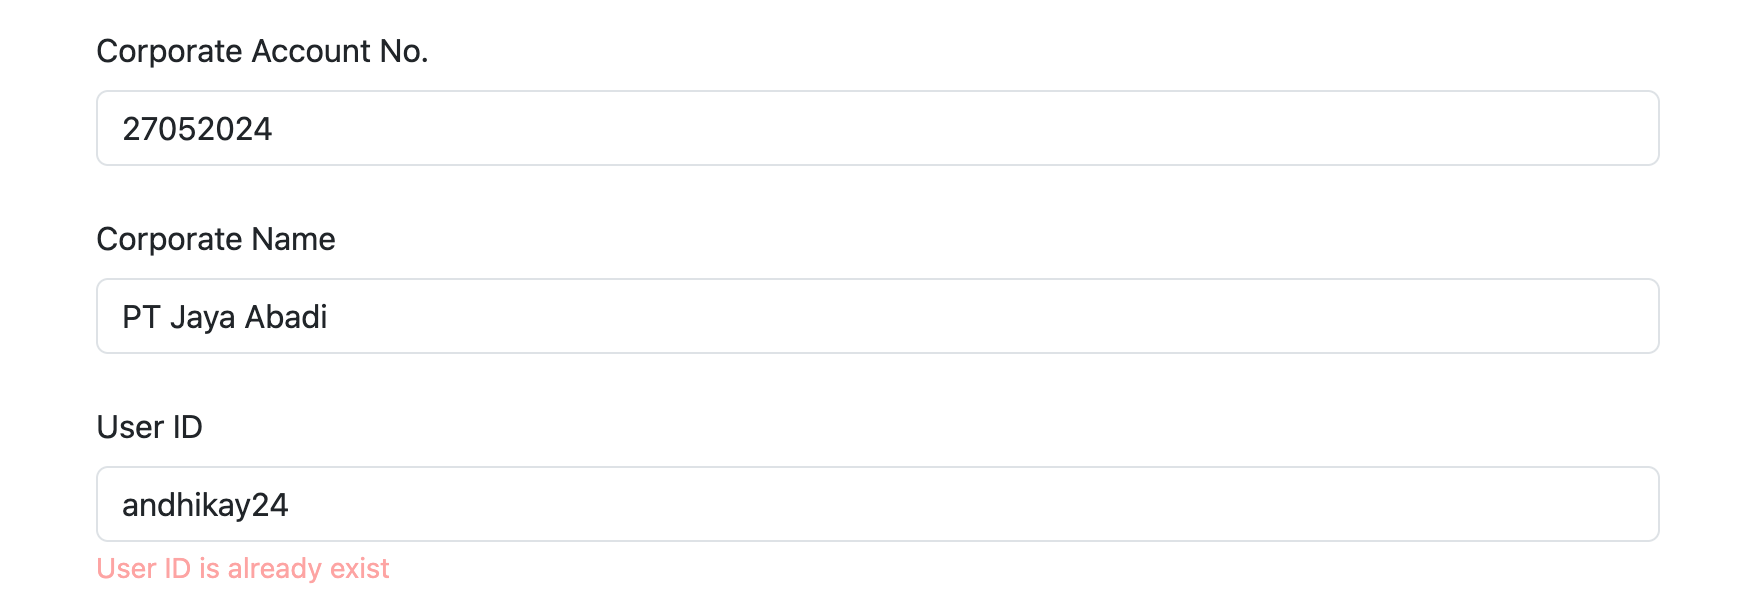 Corporate Account No.
27052024
Corporate Name
PT Jaya Abadi
User ID
andhikay24
User ID is already exist